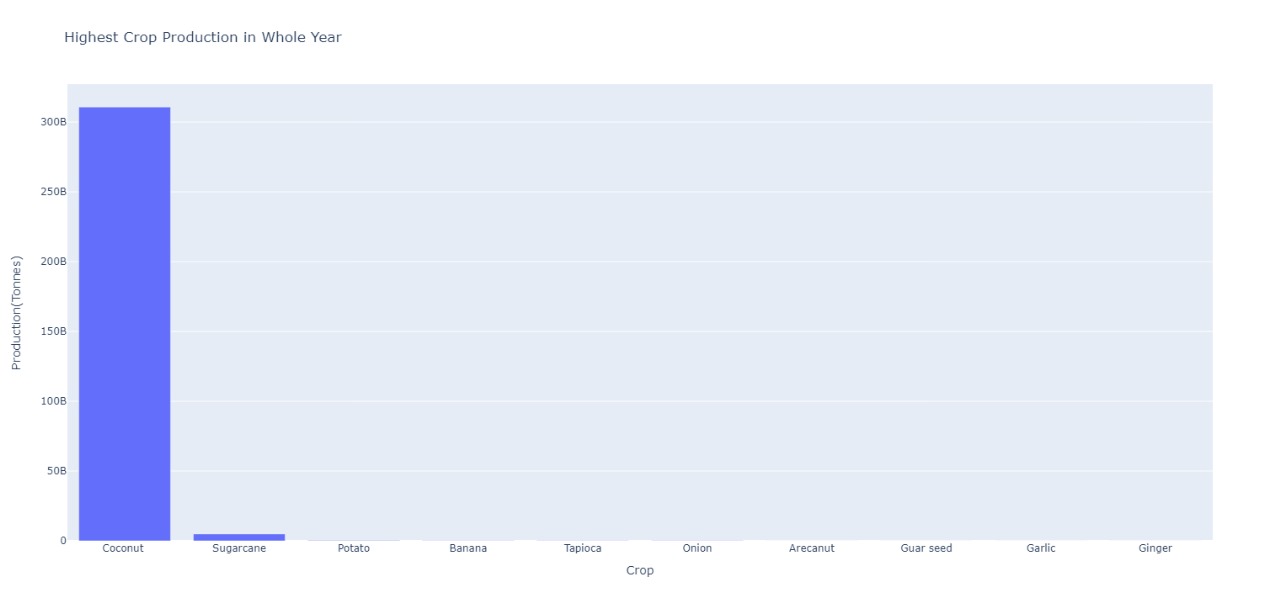 Highest Crop Production in Whole Year
Production(Tonnes)
300B
250B
200B
150B
100B
50B
0
Coconut Sugarcane Potato Banana Tapioca Onion Arecanut Guar seed Garlic Ginger
Crop